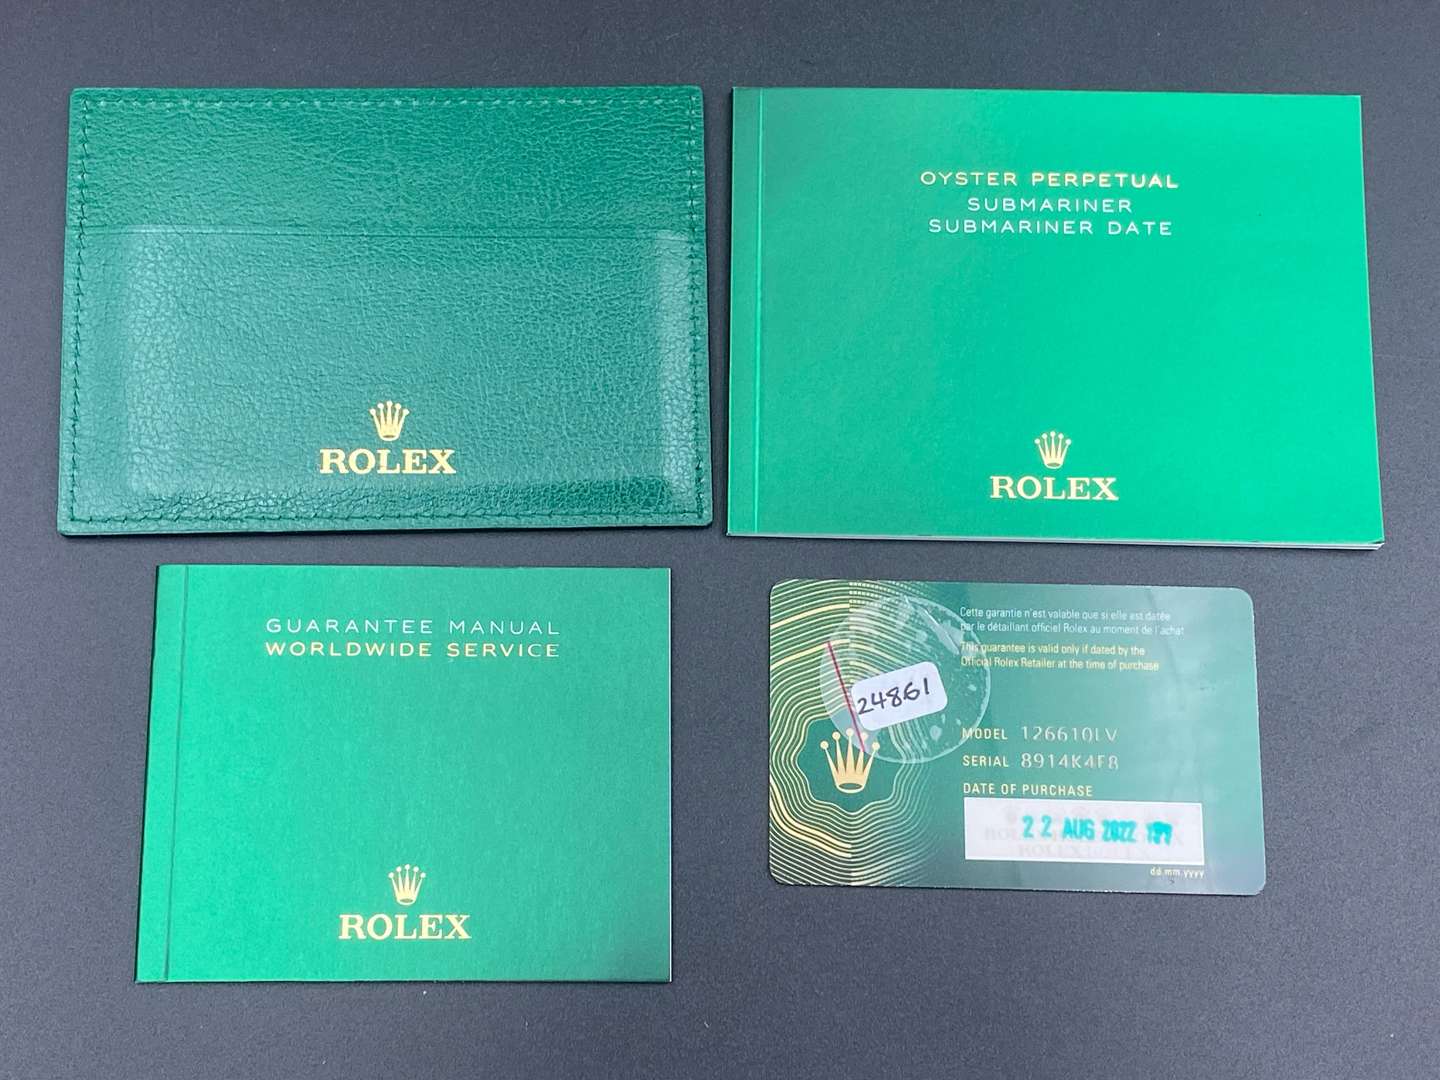 ROLEX
OYSTER PERPETUAL
SUBMARINER
SUBMARINER DATE
ROLEX
GUARANTEE MANUAL
WORLDWIDE SERVICE
ROLEX
Cette garantie n'est valable que si elle est datée
par le détaillant officiel Rolex au moment de l'achat
This guarantee is valid only if dated by the
Official Rolex Retailer at the time of purchase
24861
MODEL 126610LV
SERIAL 8914K4F8
DATE OF PURCHASE
22 AUG 2022
dd.mm.yyyy